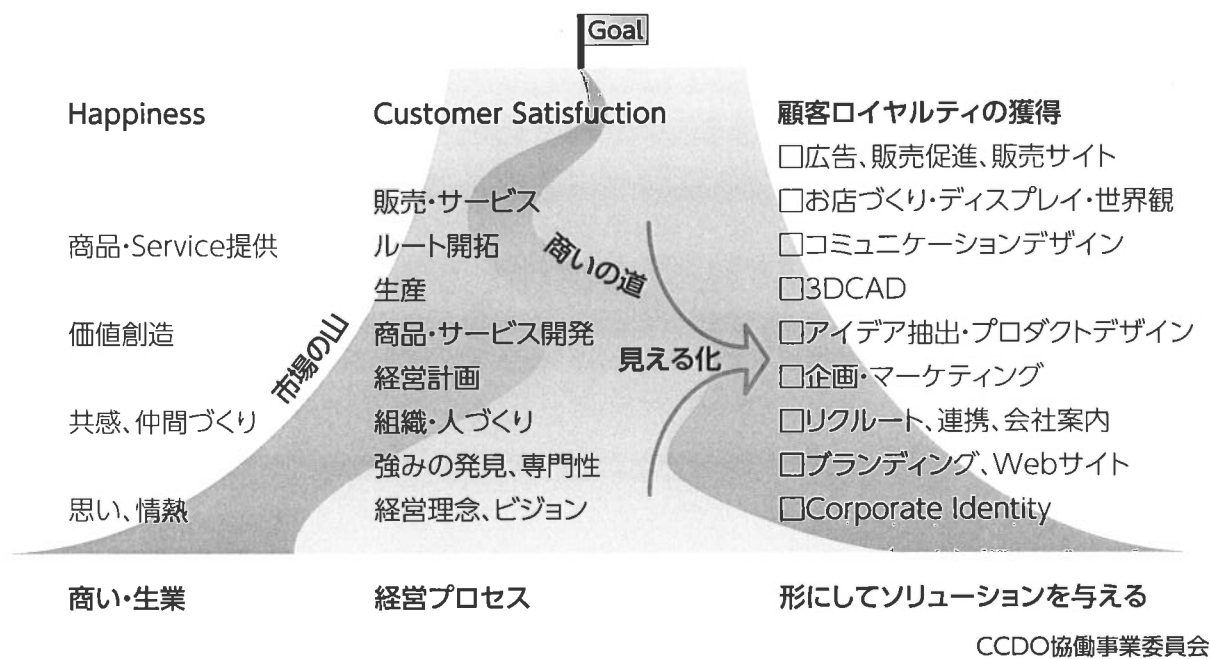 Goal
Happiness
Customer Satisfuction
顧客ロイヤルティの獲得
□広告、販売促進、販売サイト
販売・サービス
□お店づくり・ディスプレイ・世界観
商品・Service提供
ルート開拓
商いの道
□コミュニケーションデザイン
生産
□3DCAD
価値創造
市場の山
商品・サービス開発
見える化
□アイデア抽出・プロダクトデザイン
経営計画
□企画・マーケティング
共感、仲間づくり
組織・人づくり
□リクルート、連携、会社案内
強みの発見、専門性
□ブランディング、Webサイト
思い、情熱
経営理念、ビジョン
□Corporate Identity
商い・生業
経営プロセス
形にしてソリューションを与える
CCDO協働事業委員会